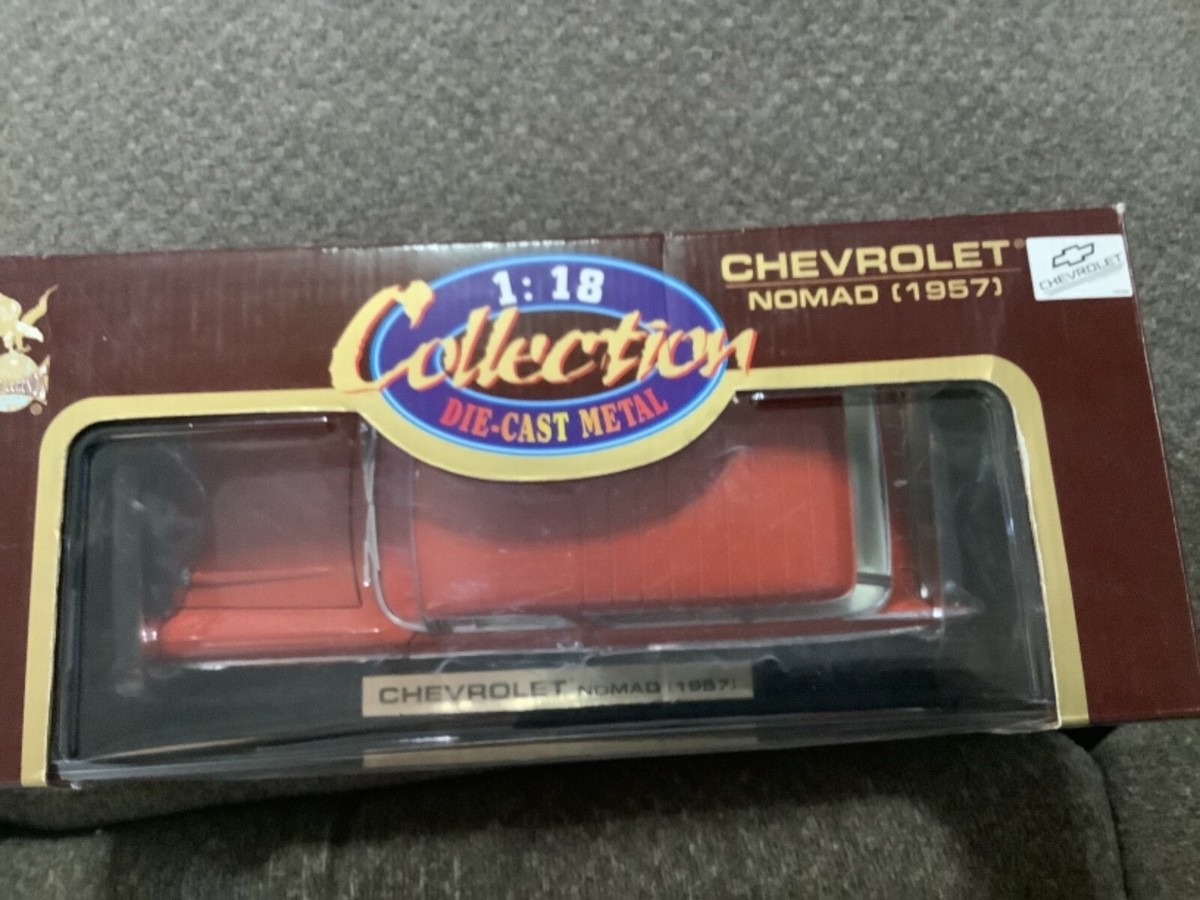 1:18
Collection
DIE-CAST METAL
CHEVROLET
NOMAD (1957)
CHEVROLET
CHEVROLET NOMAD (1957)